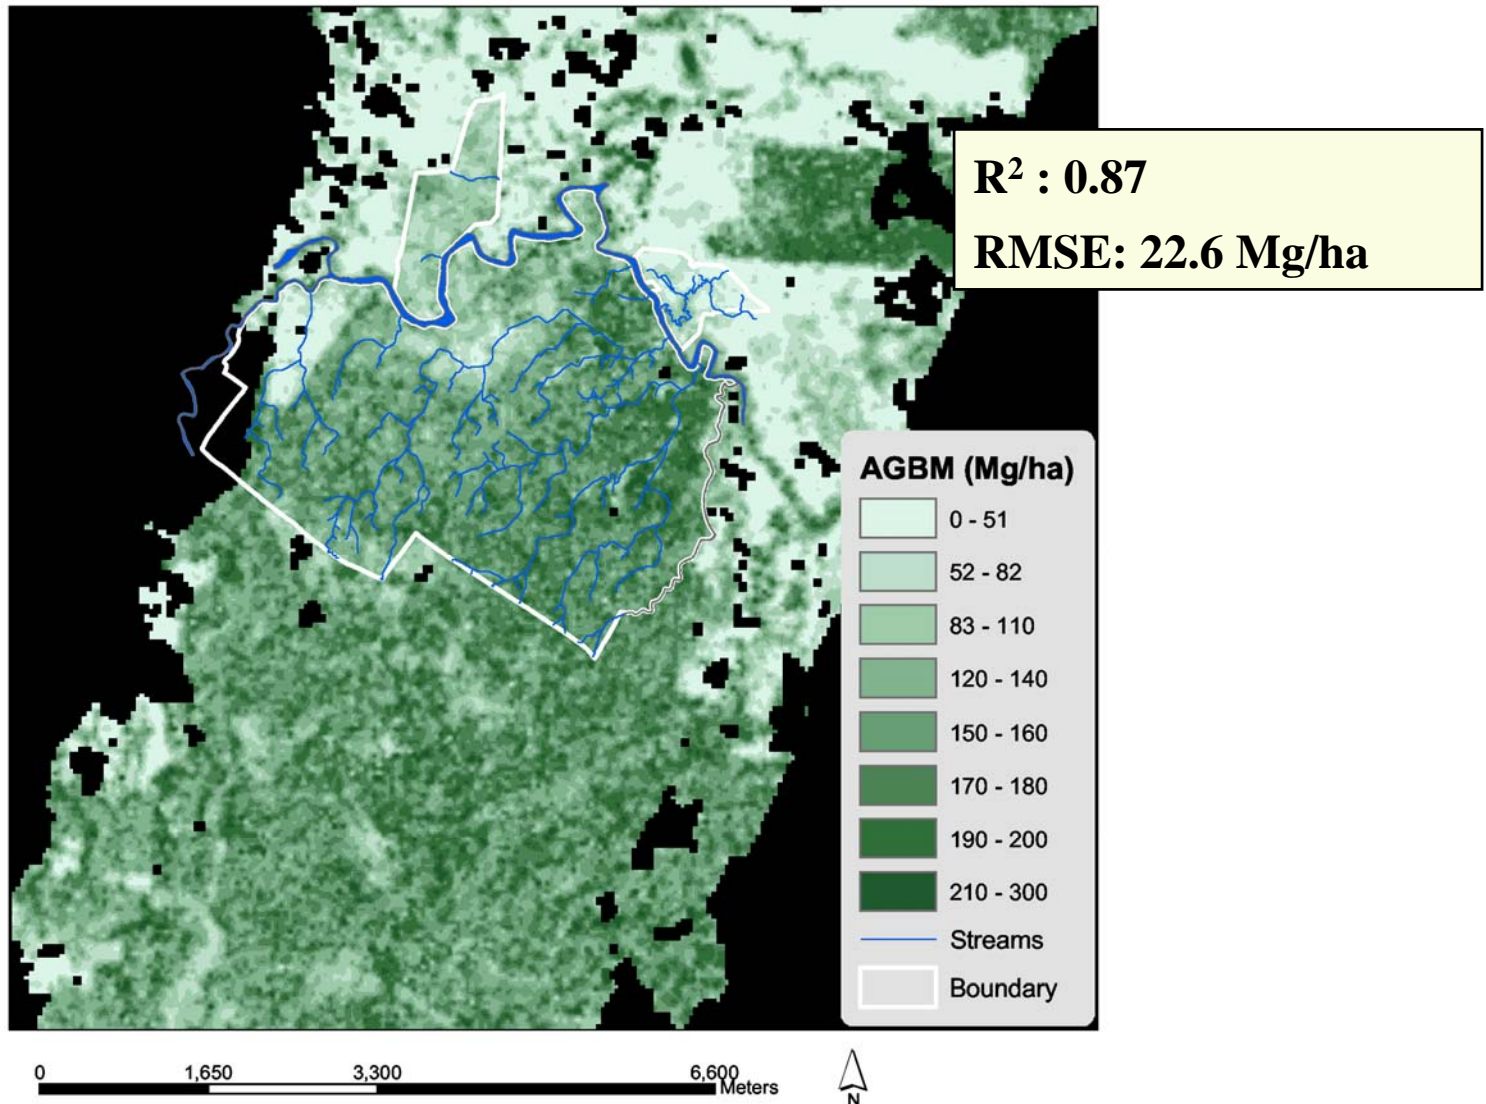 R² : 0.87
RMSE: 22.6 Mg/ha
AGBM (Mg/ha)
0 - 51
52 - 82
83 - 110
120 - 140
150 - 160
170 - 180
190 - 200
210 - 300
Streams
Boundary
0 1,650 3,300 6,600
Meters
N